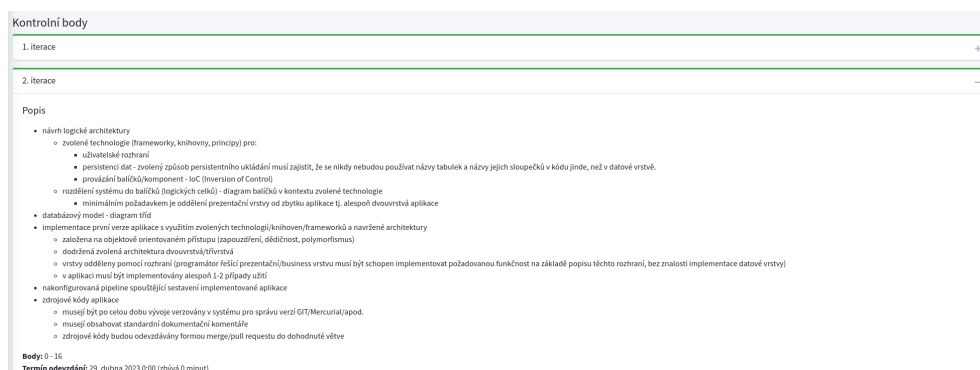 Kontrolní body
1. iterace
2. iterace
Popis
návrh logické architektury
zvolené technologie (frameworky, knihovny, principy) pro:
uživatelské rozhraní
persistenci dat - zvolený způsob persistentního ukládání musí zajistit, že se nikdy nebudou používat názvy tabulek a názvy jejich sloupečků v kódu jinde, než v datové vrstvě.
provázání balíčků/komponent - IoC (Inversion of Control)
rozdělení systému do balíčků (logických celků) - diagram balíčků v kontextu zvolené technologie
minimálním požadavkem je oddělení prezentační vrstvy od zbytku aplikace tj. alespoň dvouvrstvá aplikace
databázový model - diagram tříd
implementace první verze aplikace s využitím zvolených technologií/knihoven/frameworků a navržené architektury
založena na objektově orientovaném přístupu (zapouzdření, dědičnost, polymorfismus)
dodržená zvolená architektura dvouvrstvá/třívrstvá
vrstvy odděleny pomocí rozhraní (programátor řešící prezentační/business vrstvu musí být schopen implementovat požadovanou funkčnost na základě popisu těchto rozhraní, bez znalosti implementace datové vrstvy)
v aplikaci musí být implementovány alespoň 1-2 případy užití
nakonfigurovaná pipeline spouštějící sestavení implementované aplikace
zdrojové kódy aplikace
musejí být po celou dobu vývoje verzovány v systému pro správu verzí GIT/Mercurial/apod.
musejí obsahovat standardní dokumentační komentáře
zdrojové kódy budou odevzdávány formou merge/pull requestu do dohodnuté větve
Body: 0 - 16
Termín odevzdání: 29. dubna 2023 0:00 (zbývá 0 minut)